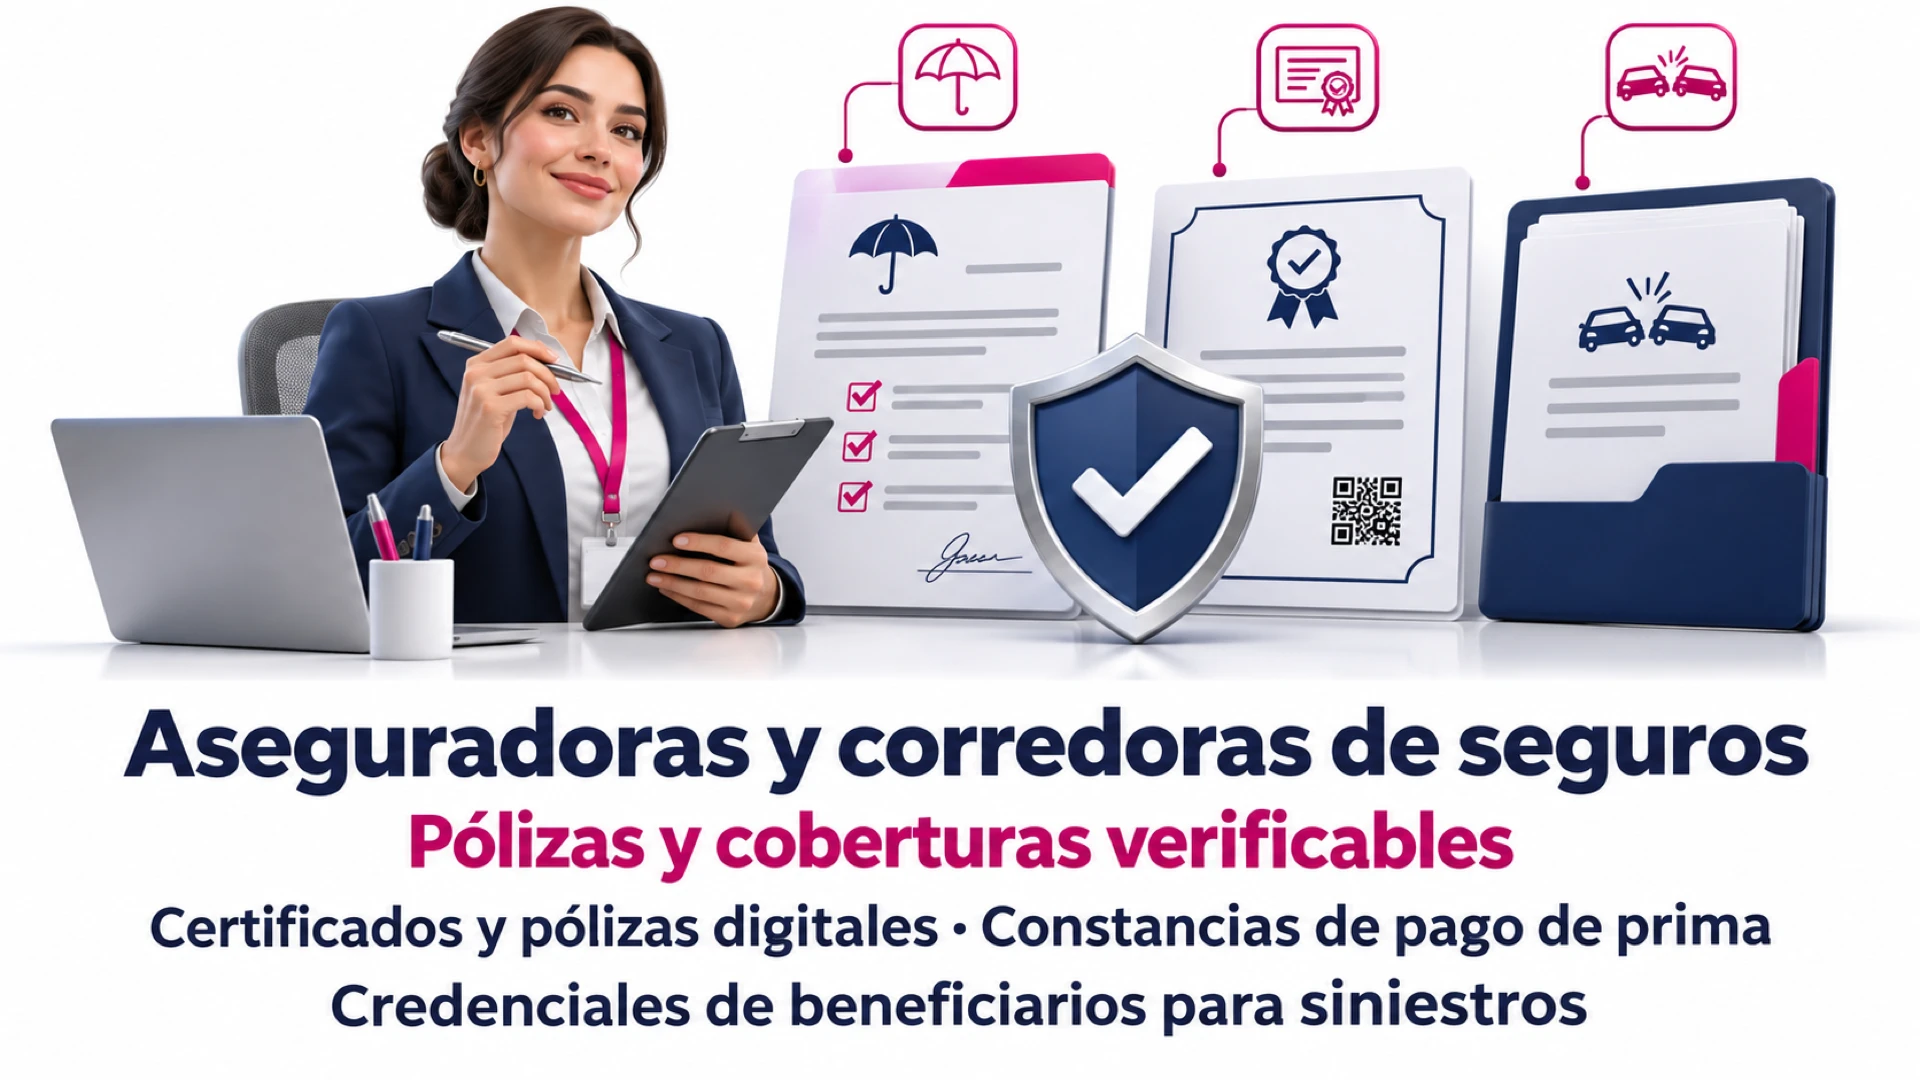 Aseguradoras y corredoras de seguros
Pólizas y coberturas verificables
Certificados y pólizas digitales • Constancias de pago de prima
Credenciales de beneficiarios para siniestros